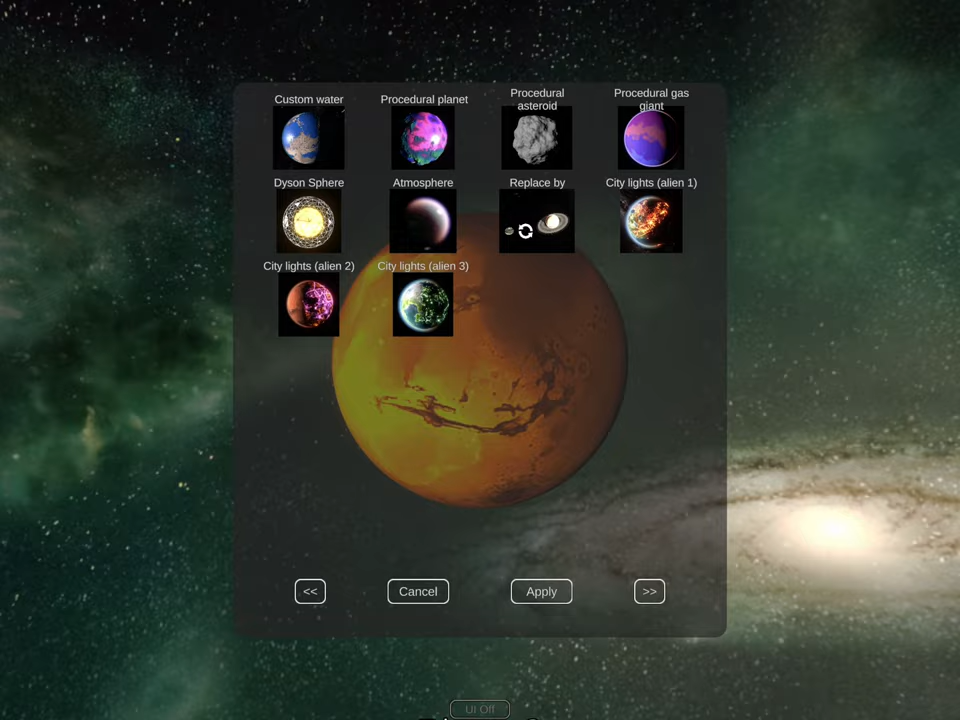 Custom water
Procedural planet
Procedural
asteroid
Procedural gas
giant
Dyson Sphere
Atmosphere
Replace by
City lights (alien 1)
City lights (alien 2)
City lights (alien 3)
<<
Cancel
Apply
>>
UI Off